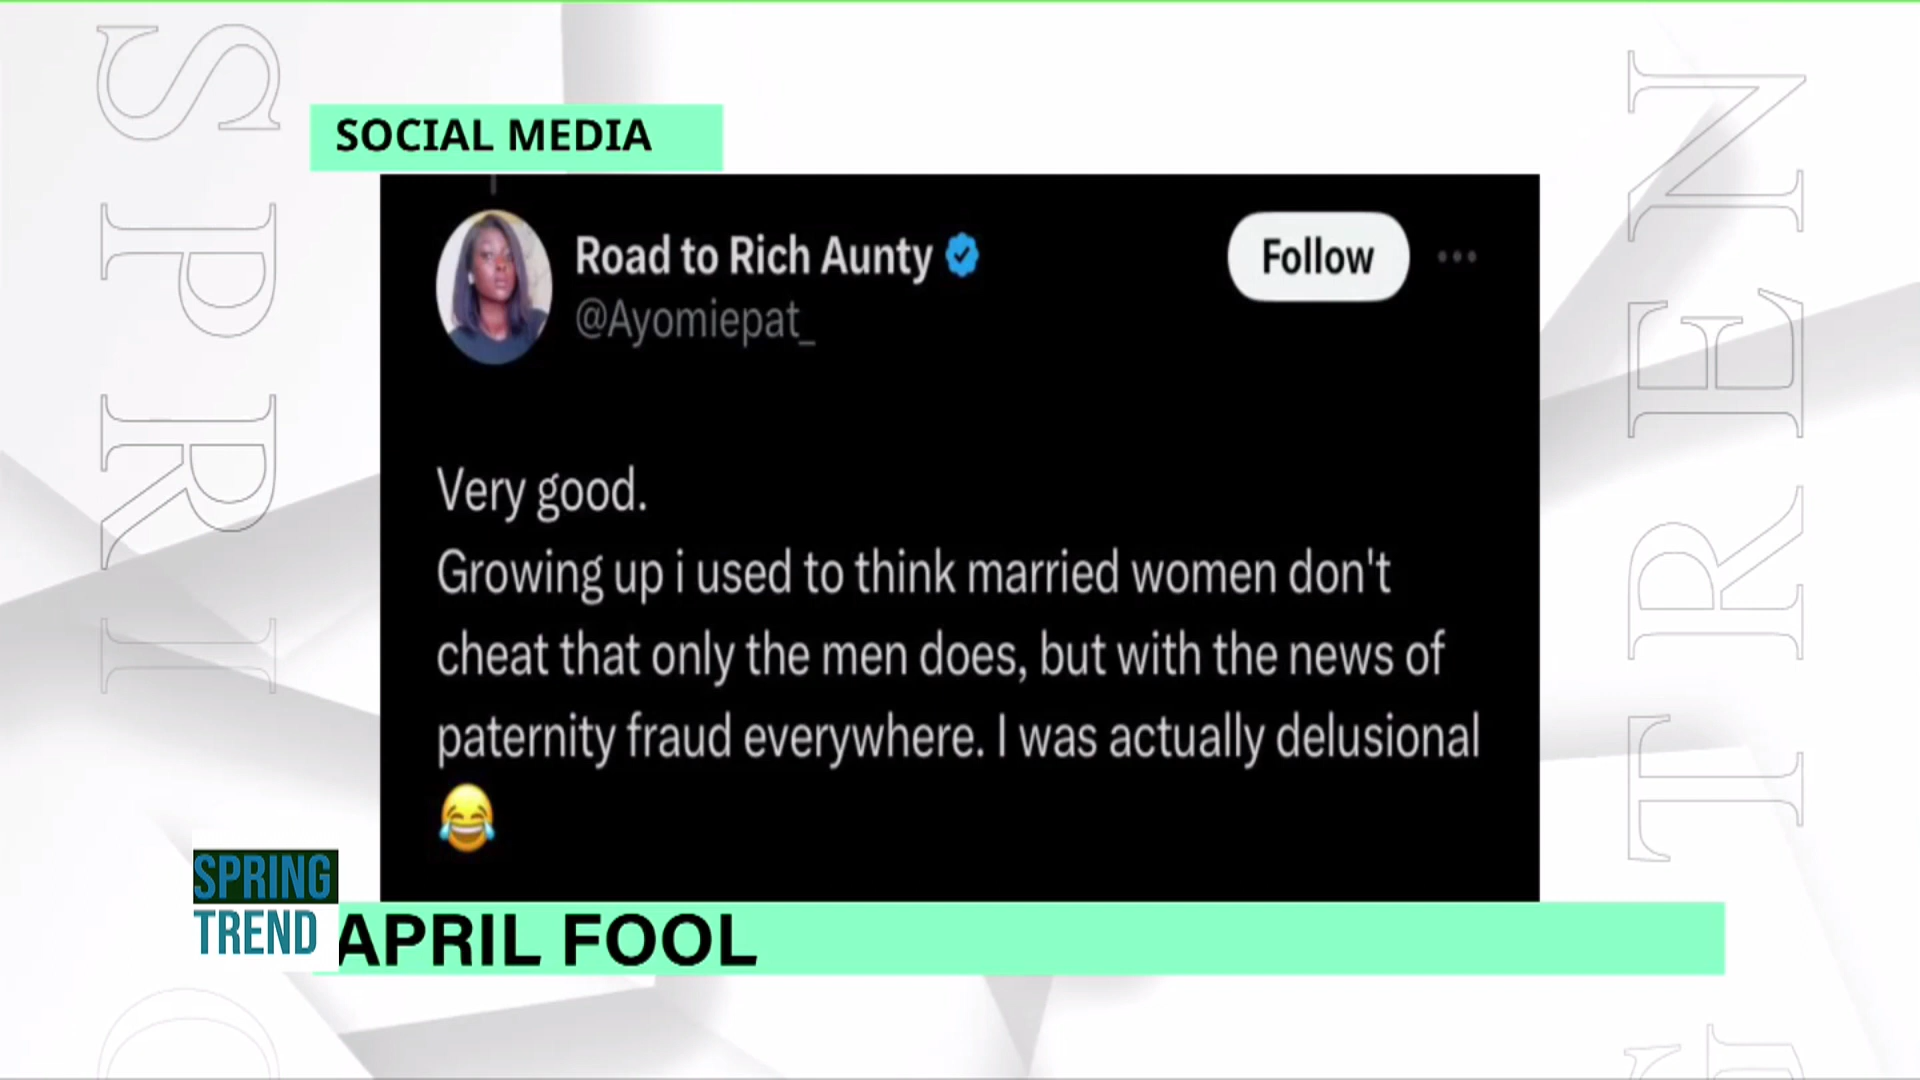 SOCIAL MEDIA
Road to Rich Aunty
@Ayomiepat_
Follow
Very good.
Growing up i used to think married women don't
cheat that only the men does, but with the news of
paternity fraud everywhere. I was actually delusional
😂
SPRING
TREND
APRIL FOOL
SPRI
TREN